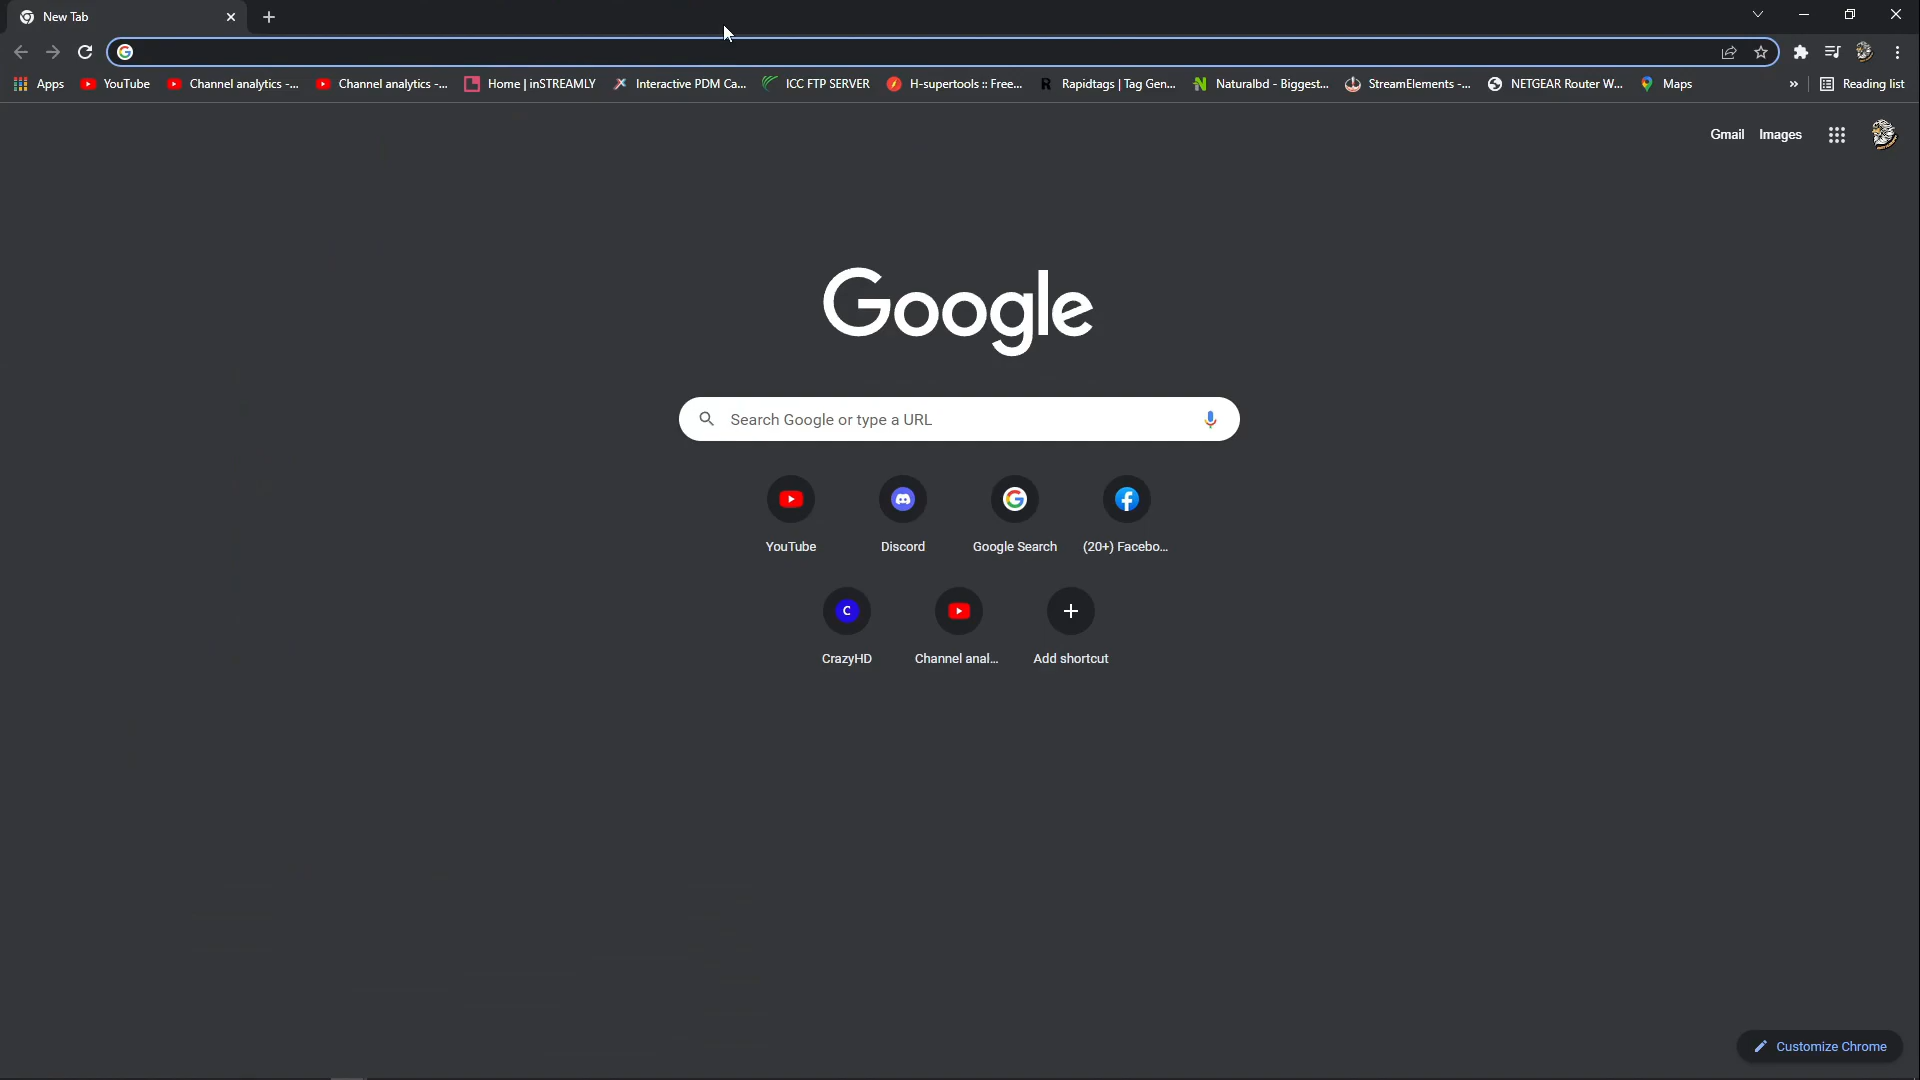 New Tab
Apps YouTube Channel analytics -... Channel analytics -... Home | inSTREAMLY Interactive PDM Ca... ICC FTP SERVER H-supertools :: Free... Rapidtags | Tag Gen... Naturalbd - Biggest... StreamElements -... NETGEAR Router W... Maps » Reading list
Gmail Images
Google
Search Google or type a URL
YouTube Discord Google Search (20+) Facebo...
C
CrazyHD Channel anal... Add shortcut
Customize Chrome